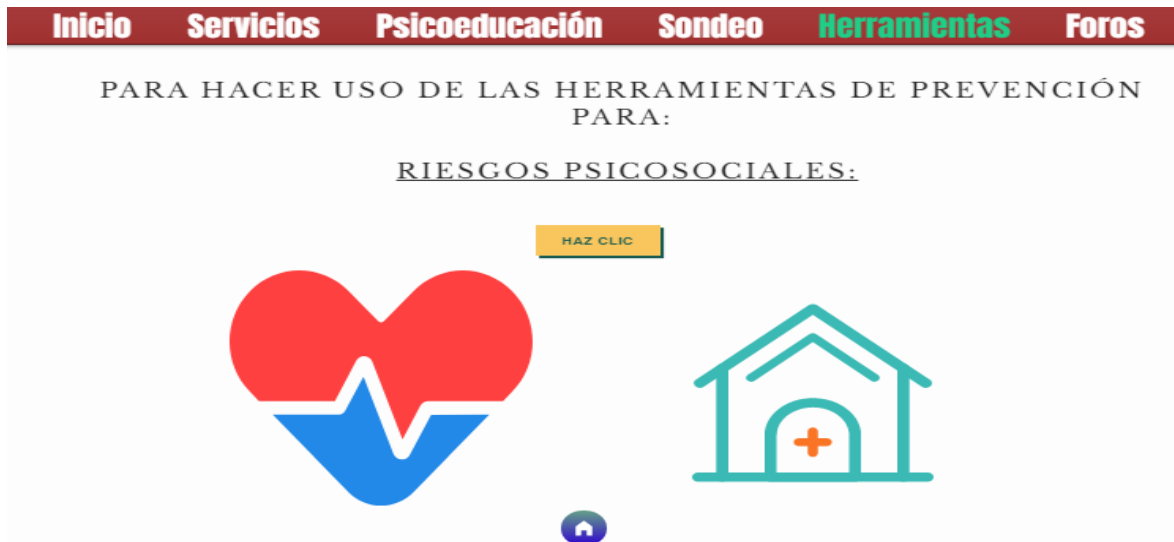 Inicio Servicios Psicoeducación Sondeo Herramientas Foros
PARA HACER USO DE LAS HERRAMIENTAS DE PREVENCIÓN
PARA:
RIESGOS PSICOSOCIALES:
HAZ CLIC